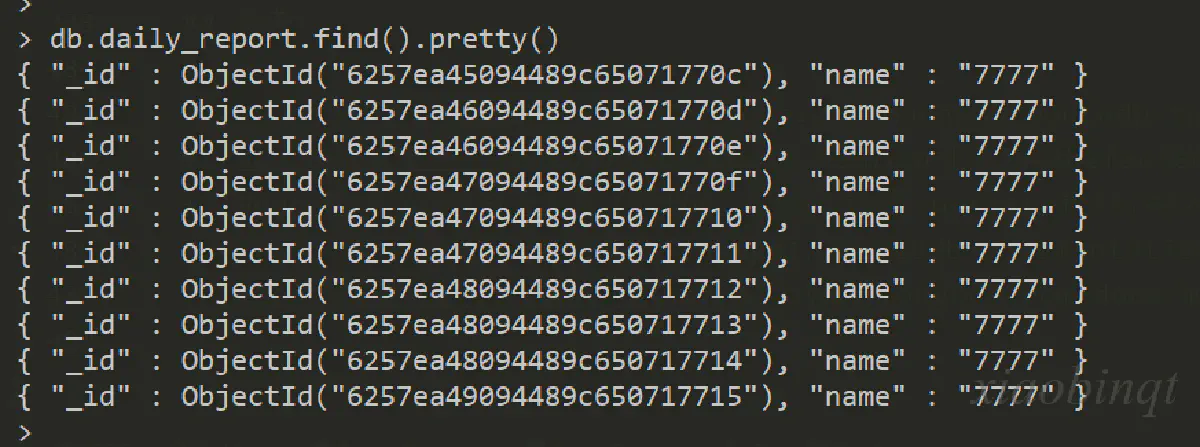 >
> db.daily_report.find().pretty()
{ "_id" : ObjectId("6257ea45094489c65071770c"), "name" : "7777" }
{ "_id" : ObjectId("6257ea46094489c65071770d"), "name" : "7777" }
{ "_id" : ObjectId("6257ea46094489c65071770e"), "name" : "7777" }
{ "_id" : ObjectId("6257ea47094489c65071770f"), "name" : "7777" }
{ "_id" : ObjectId("6257ea47094489c650717710"), "name" : "7777" }
{ "_id" : ObjectId("6257ea47094489c650717711"), "name" : "7777" }
{ "_id" : ObjectId("6257ea48094489c650717712"), "name" : "7777" }
{ "_id" : ObjectId("6257ea48094489c650717713"), "name" : "7777" }
{ "_id" : ObjectId("6257ea48094489c650717714"), "name" : "7777" }
{ "_id" : ObjectId("6257ea49094489c650717715"), "name" : "7777" }
xiaobinqt
>